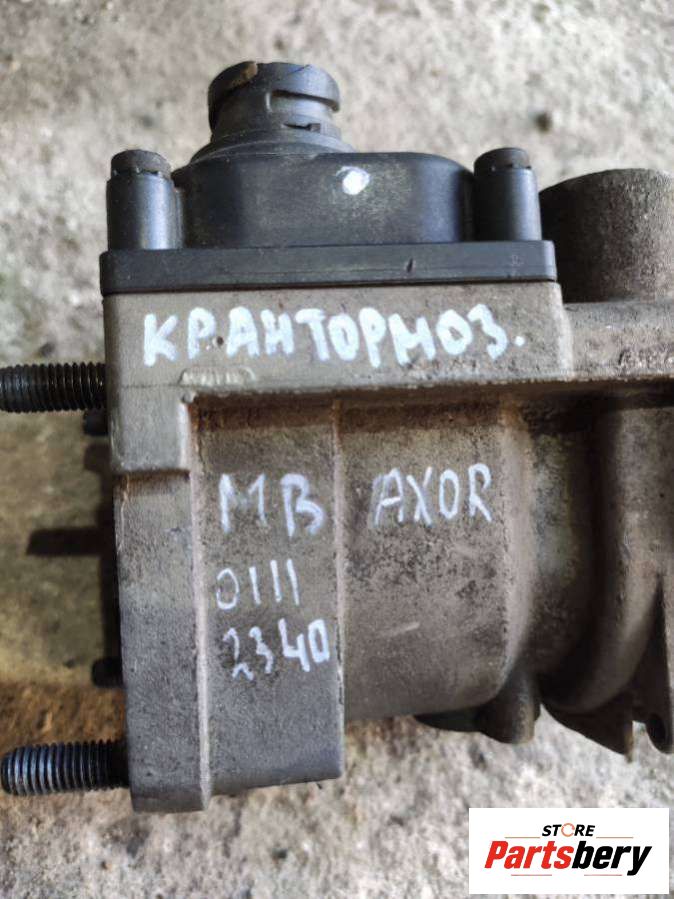 КРАНТОРМОЗ.
MB AXOR
0111
2340
STORE
Partsbery